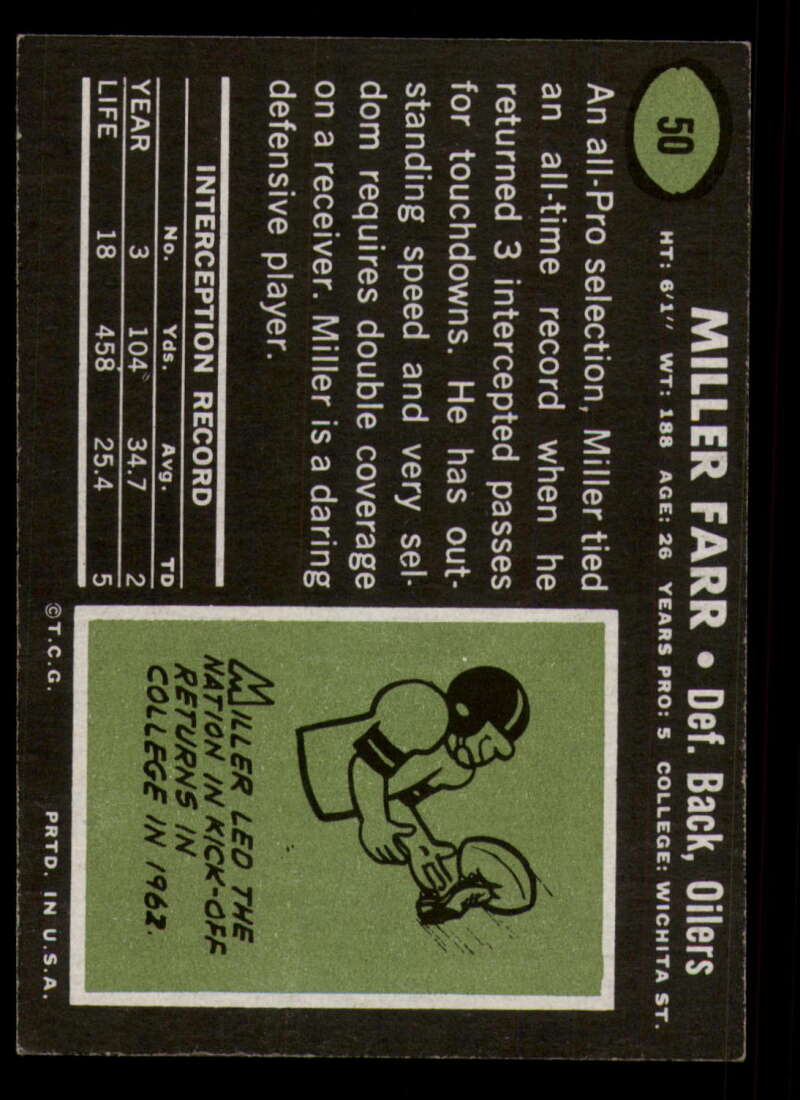 50
MILLER FARR • Def. Back, Oilers
HT: 6'1" WT: 188 AGE: 26 YEARS PRO: 5 COLLEGE: WICHITA ST.
An all-Pro selection, Miller tied
an all-time record when he
returned 3 intercepted passes
for touchdowns. He has out-
standing speed and very sel-
dom requires double coverage
on a receiver. Miller is a daring
defensive player.
INTERCEPTION RECORD
No. Yds. Avg. TD
YEAR 3 104 34.7 2
LIFE 18 458 25.4 5
MILLER LED THE
NATION IN KICK-OFF
RETURNS IN
COLLEGE IN 1962.
©T.C.G. PRTD. IN U.S.A.